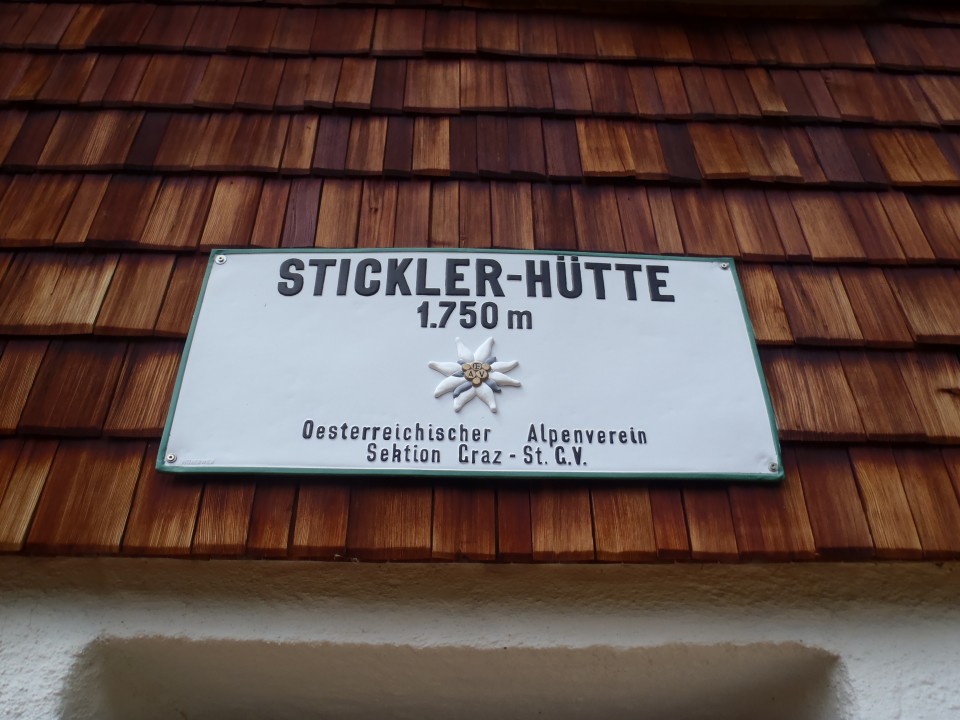 STICKLER-HÜTTE
1.750 m
Œ
A V
Oesterreichischer Alpenverein
Sektion Graz - St. G.V.